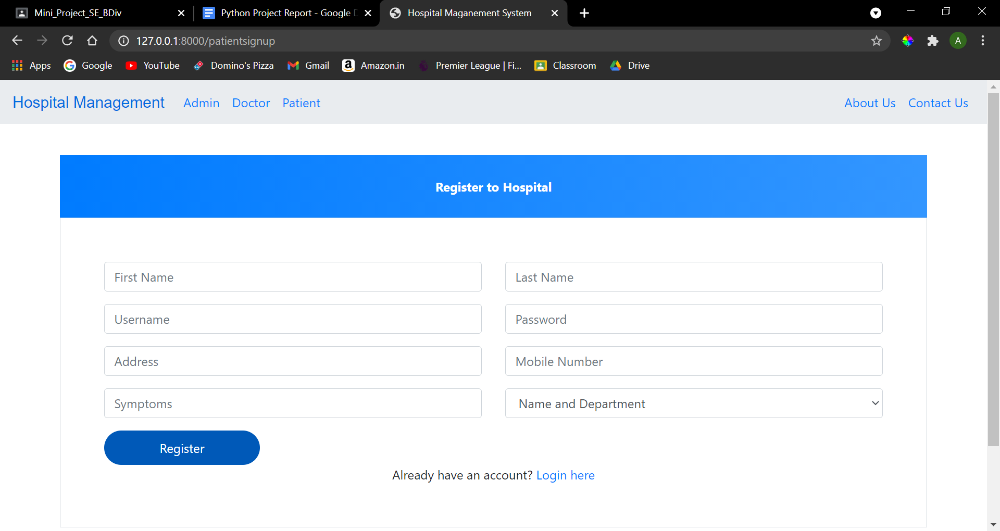 Mini_Project_SE_BDiv
Python Project Report - Google
Hospital Maganement System
127.0.0.1:8000/patientsignup
A
Apps Google YouTube Domino's Pizza Gmail Amazon.in Premier League | Fi... Classroom Drive
Hospital Management Admin Doctor Patient About Us Contact Us
Register to Hospital
First Name Last Name
Username Password
Address Mobile Number
Symptoms Name and Department
Register
Already have an account? Login here